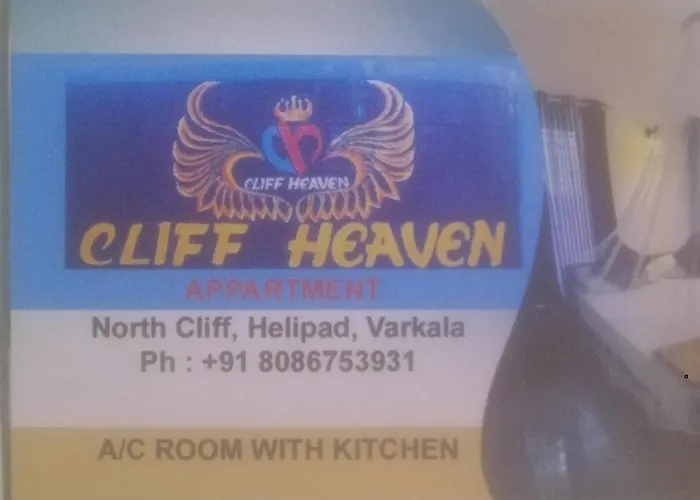 CLIFF HEAVEN
CLIFF HEAVEN
APPARTMENT
North Cliff, Helipad, Varkala
Ph : +91 8086753931
A/C ROOM WITH KITCHEN